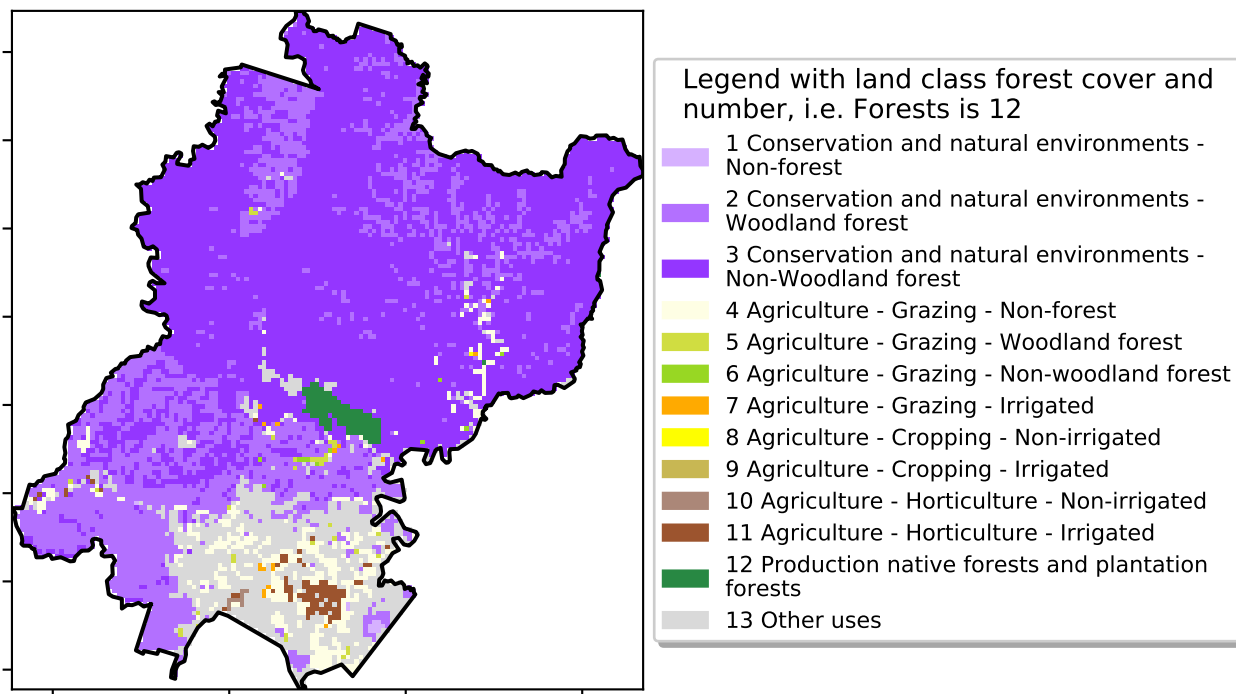 Legend with land class forest cover and
number, i.e. Forests is 12
1 Conservation and natural environments -
Non-forest
2 Conservation and natural environments -
Woodland forest
3 Conservation and natural environments -
Non-Woodland forest
4 Agriculture - Grazing - Non-forest
5 Agriculture - Grazing - Woodland forest
6 Agriculture - Grazing - Non-woodland forest
7 Agriculture - Grazing - Irrigated
8 Agriculture - Cropping - Non-irrigated
9 Agriculture - Cropping - Irrigated
10 Agriculture - Horticulture - Non-irrigated
11 Agriculture - Horticulture - Irrigated
12 Production native forests and plantation
forests
13 Other uses